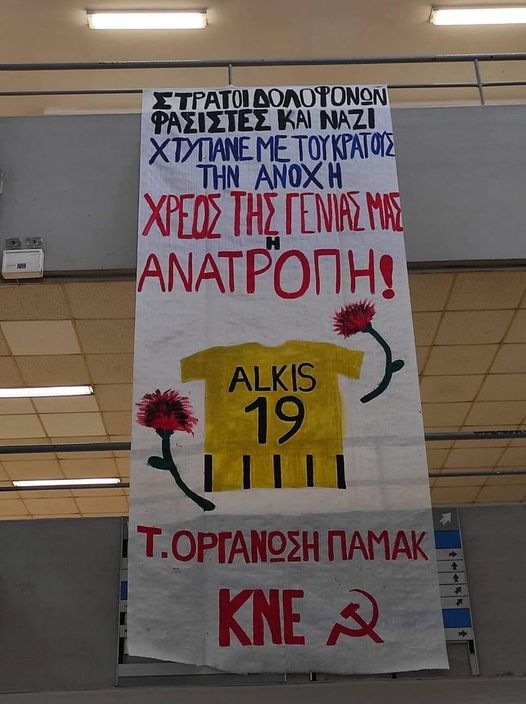 ΣΤΡΑΤΟΙ ΔΟΛΟΦΟΝΩΝ
ΦΑΣΙΣΤΕΣ ΚΑΙ ΝΑΖΙ
ΧΤΥΠΑΝΕ ΜΕ ΤΟΥ ΚΡΑΤΟΥΣ
ΤΗΝ ΑΝΟΧΗ
ΧΡΕΟΣ ΤΗΣ ΓΕΝΙΑΣ ΜΑΣ
Η
ΑΝΑΤΡΟΠΗ!
ALKIS
19
Τ.ΟΡΓΑΝΩΣΗ ΠΑΜΑΚ
ΚΝΕ